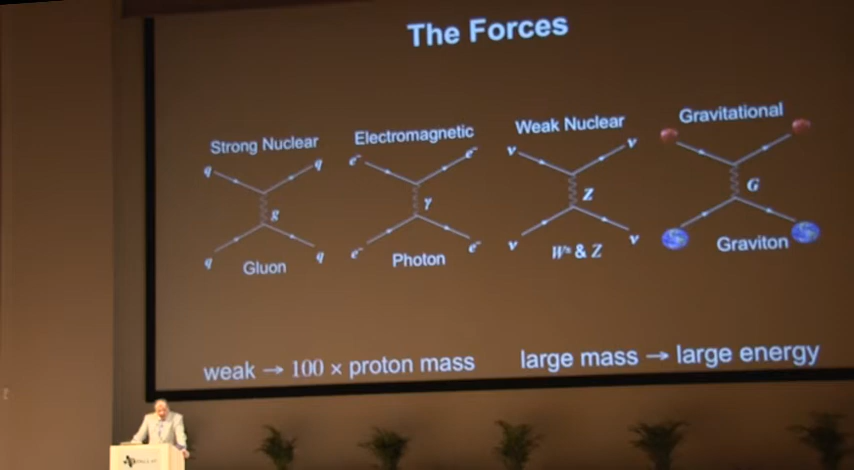 The Forces
Strong Nuclear
q q
g
q q
Gluon
Electromagnetic
e⁻ e⁻
γ
e⁻ e⁻
Photon
Weak Nuclear
ν ν
Z
ν ν
W± & Z
Gravitational
G
Graviton
weak → 100 × proton mass
large mass → large energy